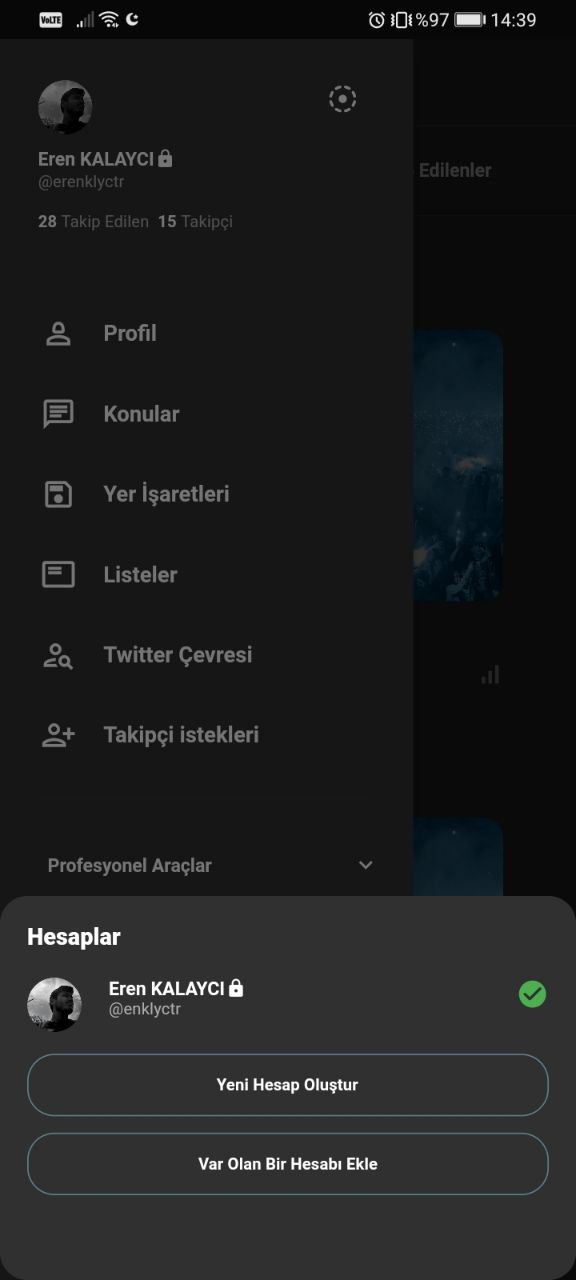 VoLTE %97 14:39
Eren KALAYCI
@erenklyctr
28 Takip Edilen 15 Takipçi
Edilenler
Profil
Konular
Yer İşaretleri
Listeler
Twitter Çevresi
Takipçi istekleri
Profesyonel Araçlar
Hesaplar
Eren KALAYCI
@enklyctr
Yeni Hesap Oluştur
Var Olan Bir Hesabı Ekle